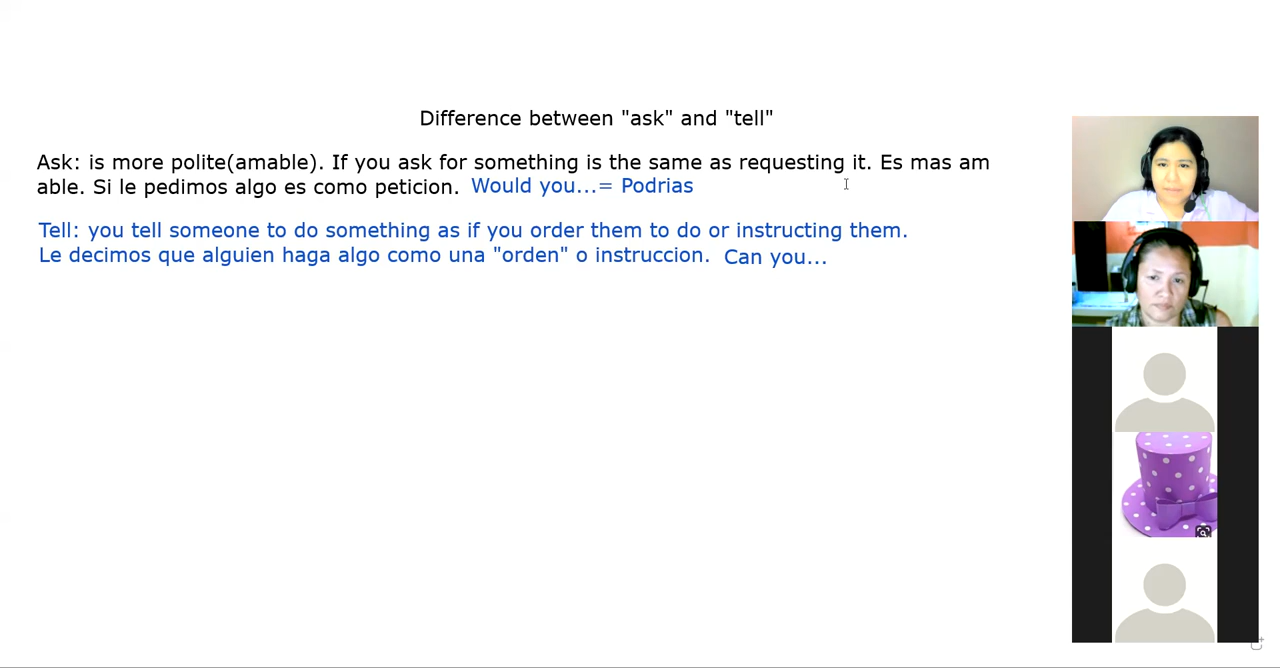 Difference between "ask" and "tell"
Ask: is more polite(amable). If you ask for something is the same as requesting it. Es mas am
able. Si le pedimos algo es como peticion. Would you...= Podrias
Tell: you tell someone to do something as if you order them to do or instructing them.
Le decimos que alguien haga algo como una "orden" o instruccion. Can you...